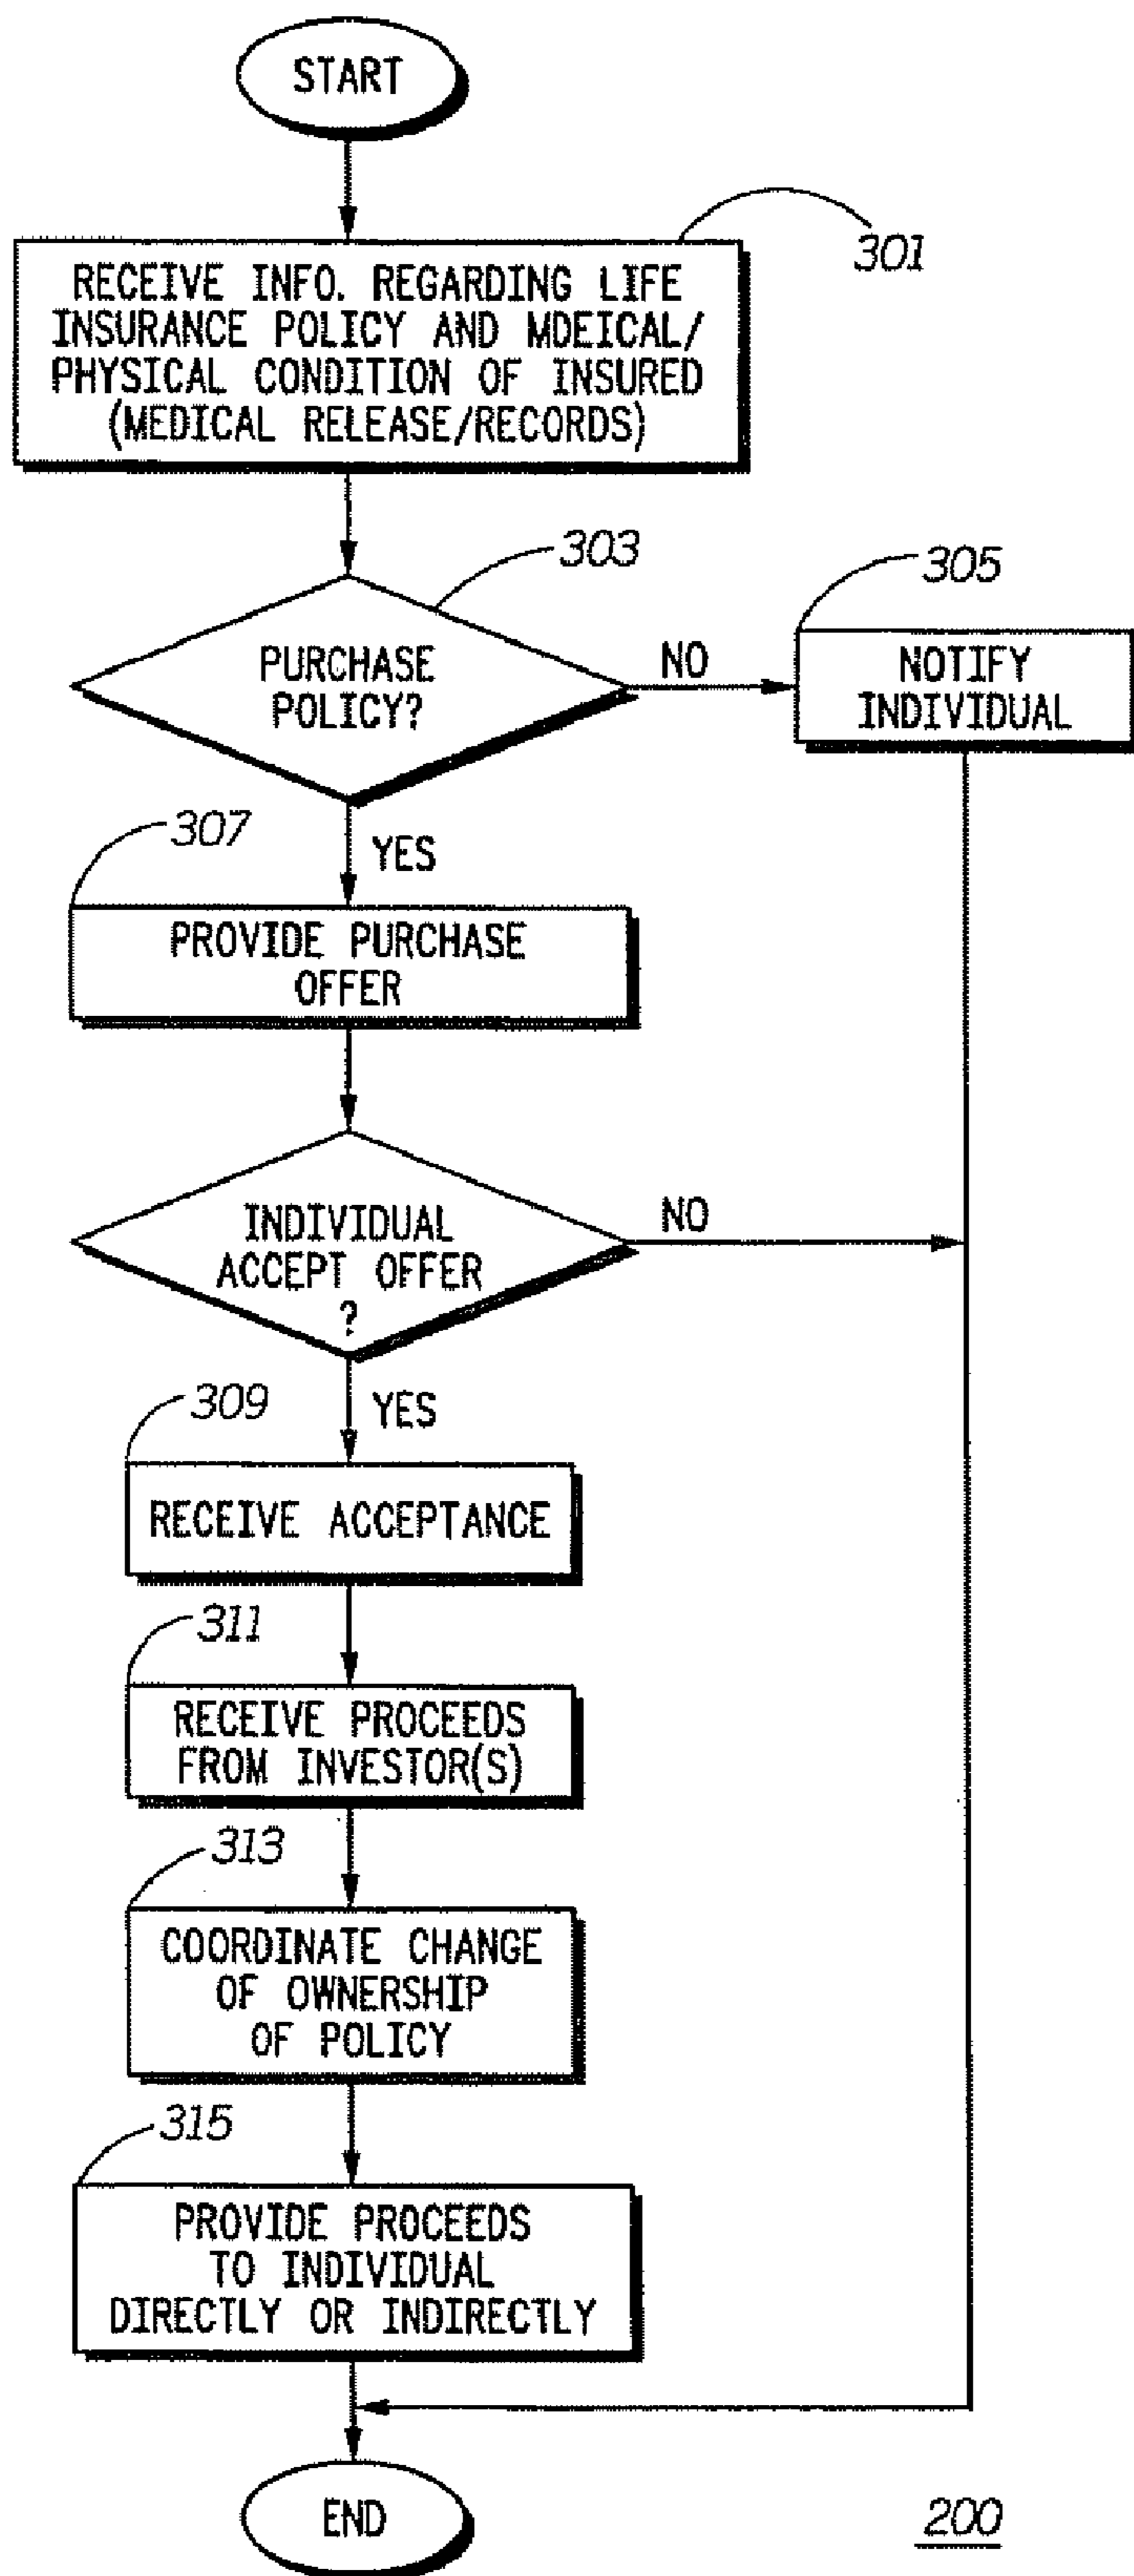 START
301
RECEIVE INFO. REGARDING LIFE
INSURANCE POLICY AND MDEICAL/
PHYSICAL CONDITION OF INSURED
(MEDICAL RELEASE/RECORDS)
303
PURCHASE
POLICY?
NO
305
NOTIFY
INDIVIDUAL
YES
307
PROVIDE PURCHASE
OFFER
INDIVIDUAL
ACCEPT OFFER
?
NO
YES
309
RECEIVE ACCEPTANCE
311
RECEIVE PROCEEDS
FROM INVESTOR(S)
313
COORDINATE CHANGE
OF OWNERSHIP
OF POLICY
315
PROVIDE PROCEEDS
TO INDIVIDUAL
DIRECTLY OR INDIRECTLY
END
200